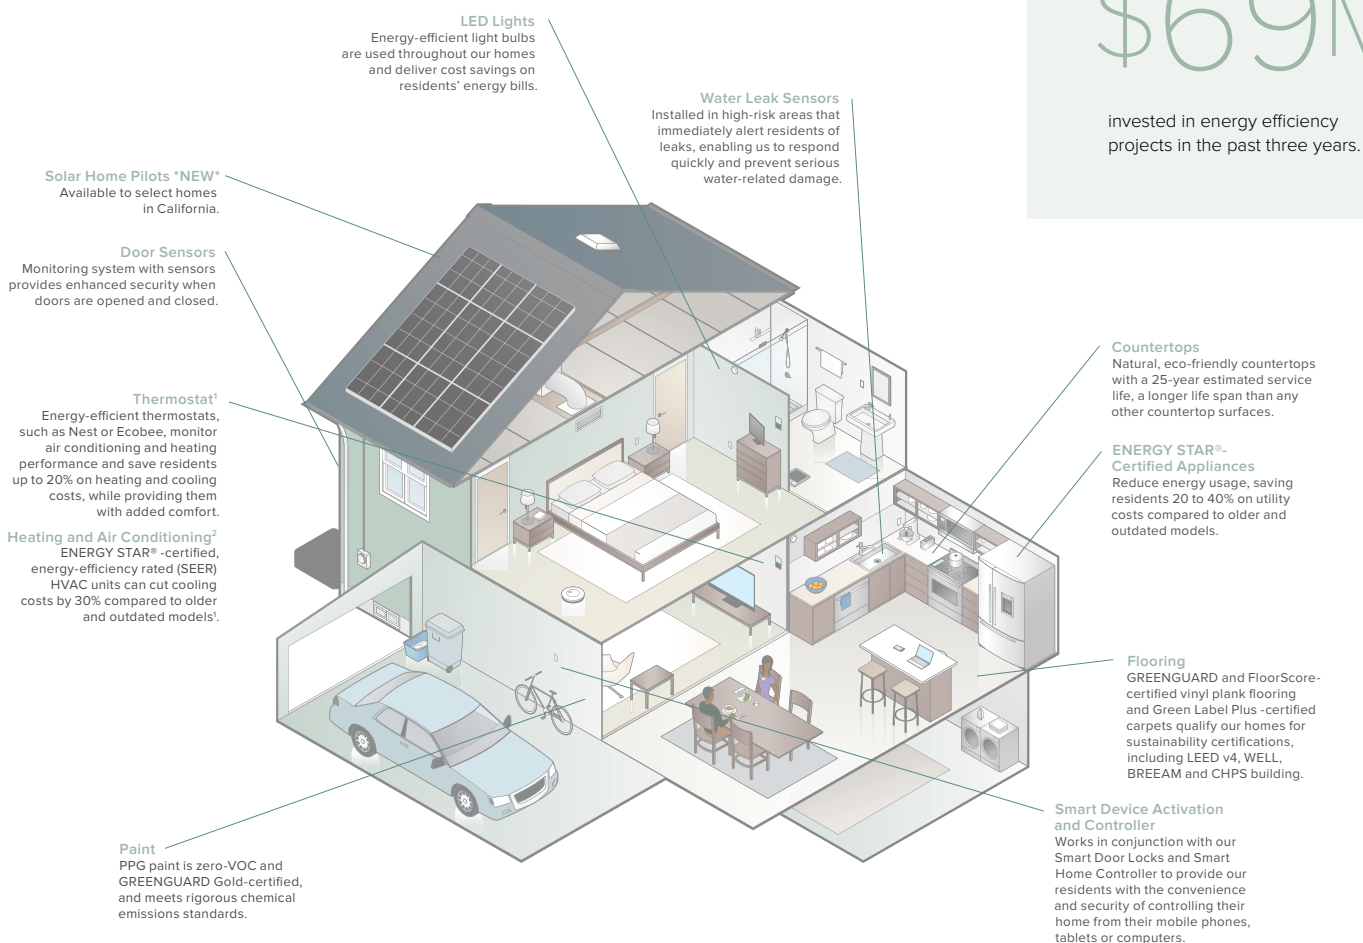 LED Lights
Energy-efficient light bulbs
are used throughout our homes
and deliver cost savings on
residents’ energy bills.
$69M
invested in energy efficiency
projects in the past three years.
Water Leak Sensors
Installed in high-risk areas that
immediately alert residents of
leaks, enabling us to respond
quickly and prevent serious
water-related damage.
Solar Home Pilots *NEW*
Available to select homes
in California.
Door Sensors
Monitoring system with sensors
provides enhanced security when
doors are opened and closed.
Thermostat¹
Energy-efficient thermostats,
such as Nest or Ecobee, monitor
air conditioning and heating
performance and save residents
up to 20% on heating and cooling
costs, while providing them
with added comfort.
Heating and Air Conditioning²
ENERGY STAR® -certified,
energy-efficiency rated (SEER)
HVAC units can cut cooling
costs by 30% compared to older
and outdated models¹.
Countertops
Natural, eco-friendly countertops
with a 25-year estimated service
life, a longer life span than any
other countertop surfaces.
ENERGY STAR®-
Certified Appliances
Reduce energy usage, saving
residents 20 to 40% on utility
costs compared to older and
outdated models.
Flooring
GREENGUARD and FloorScore-
certified vinyl plank flooring
and Green Label Plus -certified
carpets qualify our homes for
sustainability certifications,
including LEED v4, WELL,
BREEAM and CHPS building.
Smart Device Activation
and Controller
Works in conjunction with our
Smart Door Locks and Smart
Home Controller to provide our
residents with the convenience
and security of controlling their
home from their mobile phones,
tablets or computers.
Paint
PPG paint is zero-VOC and
GREENGUARD Gold-certified,
and meets rigorous chemical
emissions standards.